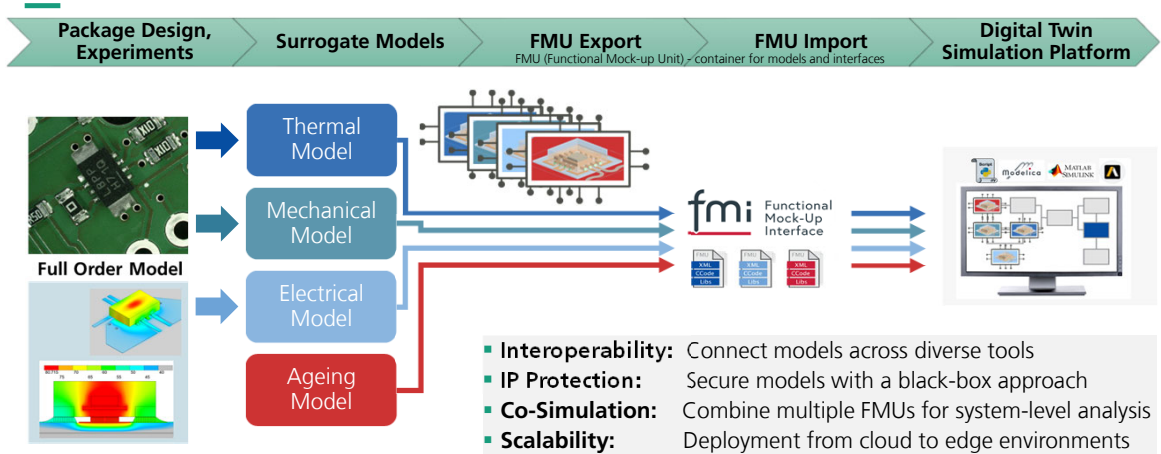 Package Design,
Experiments
Surrogate Models
FMU Export
FMU Import
FMU (Functional Mock-up Unit) - container for models and interfaces
Digital Twin
Simulation Platform
Thermal
Model
Mechanical
Model
Electrical
Model
Ageing
Model
Full Order Model
fmi
Functional
Mock-Up
Interface
FMU
XML
CCode
Libs
FMU
XML
CCode
Libs
FMU
XML
CCode
Libs
Script
Modelica
MATLAB
SIMULINK
▪ Interoperability: Connect models across diverse tools
▪ IP Protection: Secure models with a black-box approach
▪ Co-Simulation: Combine multiple FMUs for system-level analysis
▪ Scalability: Deployment from cloud to edge environments